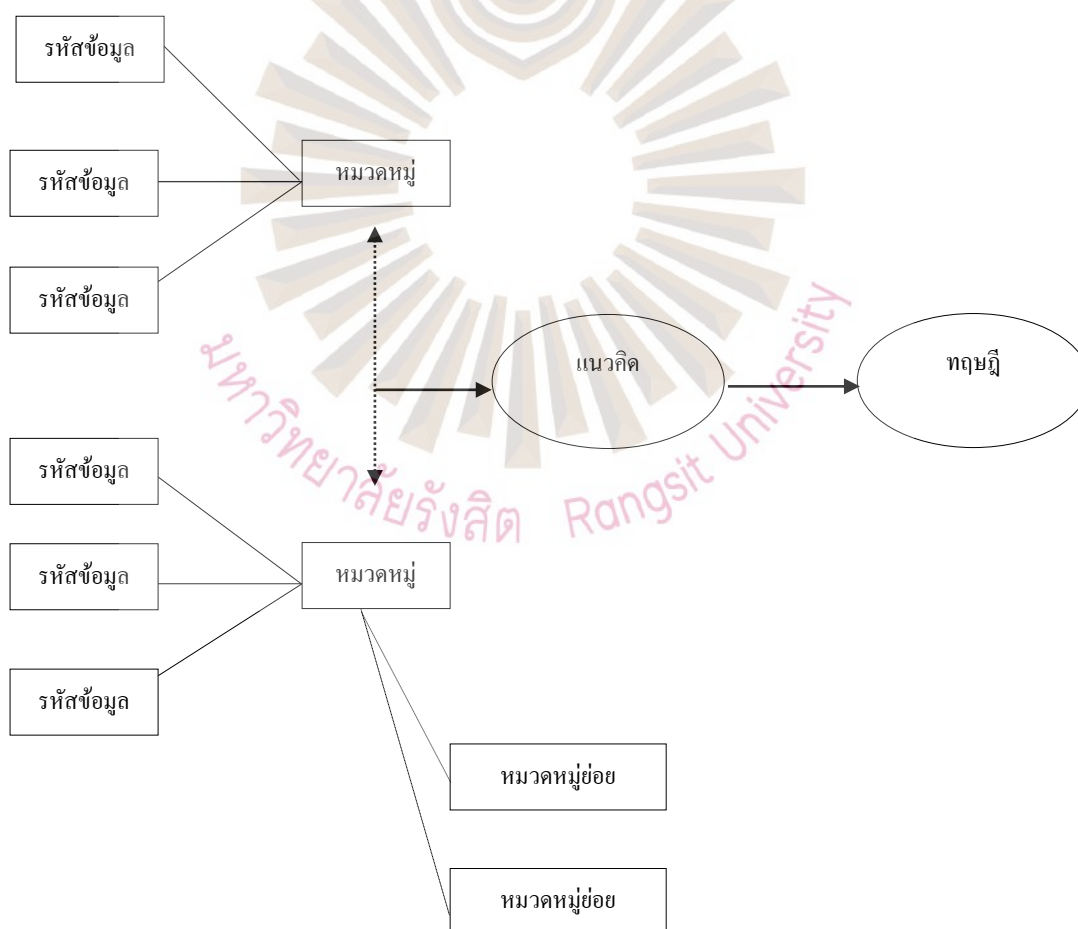 รหัสข้อมูล
รหัสข้อมูล
หมวดหมู่
รหัสข้อมูล
แนวคิด
ทฤษฎี
มหาวิทยาลัยรังสิต Rangsit University
รหัสข้อมูล
รหัสข้อมูล
หมวดหมู่
รหัสข้อมูล
หมวดหมู่ย่อย
หมวดหมู่ย่อย